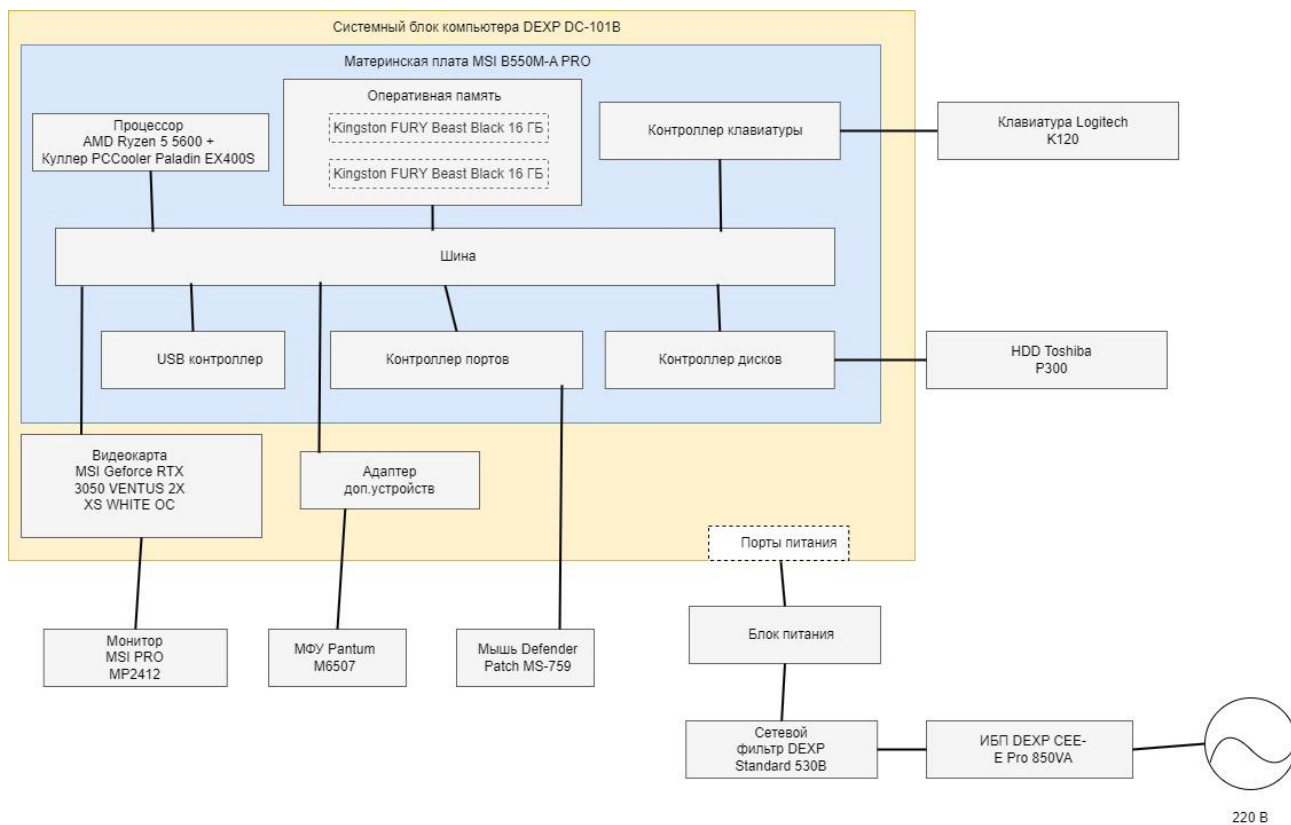 Системный блок компьютера DEXP DC-101B
Материнская плата MSI B550M-A PRO
Оперативная память
Kingston FURY Beast Black 16 ГБ
Kingston FURY Beast Black 16 ГБ
Процессор
AMD Ryzen 5 5600 +
Куллер PCCooler Paladin EX400S
Контроллер клавиатуры
Клавиатура Logitech
K120
Шина
USB контроллер
Контроллер портов
Контроллер дисков
HDD Toshiba
P300
Видеокарта
MSI Geforce RTX
3050 VENTUS 2X
XS WHITE OC
Адаптер
доп.устройств
Порты питания
Монитор
MSI PRO
MP2412
МФУ Pantum
M6507
Мышь Defender
Patch MS-759
Блок питания
Сетевой
фильтр DEXP
Standard 530B
ИБП DEXP CEE-
E Pro 850VA
220 В